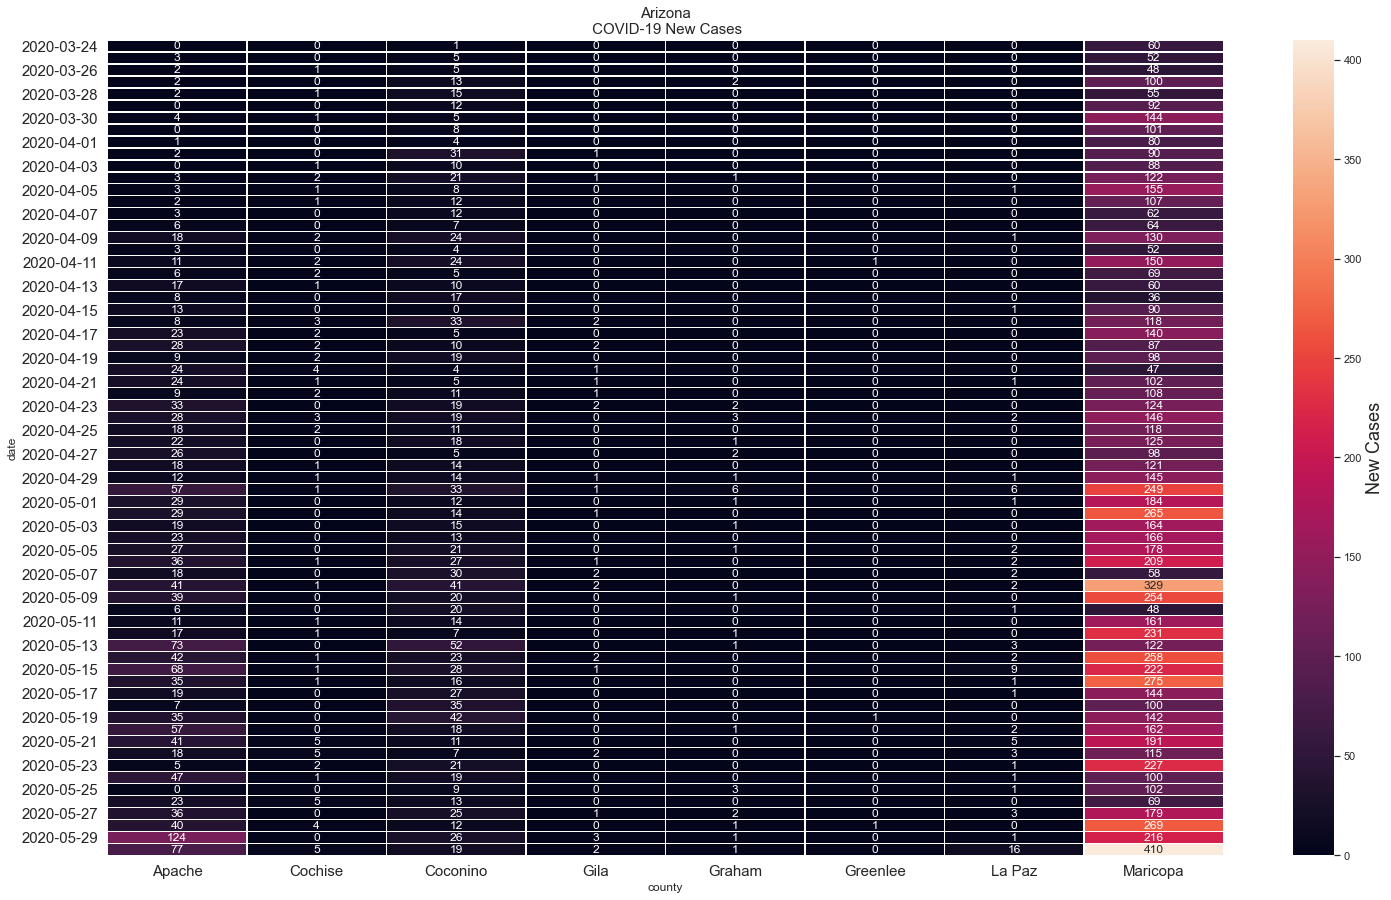 Arizona
COVID-19 New Cases
2020-03-24 0 0 1 0 0 0 0 60
3 0 5 0 0 0 0 52
2020-03-26 2 1 5 0 0 0 0 48
2 0 13 0 2 0 0 100
2020-03-28 2 1 15 0 0 0 0 55
0 0 12 0 0 0 0 92
2020-03-30 4 1 5 0 0 0 0 144
0 0 8 0 0 0 0 101
2020-04-01 1 0 4 0 0 0 0 80
2 0 31 1 0 0 0 90
2020-04-03 0 1 10 0 0 0 0 88
3 2 21 1 1 0 0 122
2020-04-05 3 1 8 0 0 0 1 155
2 1 12 0 0 0 0 107
2020-04-07 3 0 12 0 0 0 0 62
6 0 7 0 0 0 0 64
2020-04-09 18 2 24 0 0 0 1 130
3 0 4 0 0 0 0 52
2020-04-11 11 2 24 0 0 1 0 150
6 2 5 0 0 0 0 69
2020-04-13 17 1 10 0 0 0 0 60
8 0 17 0 0 0 0 36
2020-04-15 13 0 0 0 0 0 1 90
8 3 33 2 0 0 0 118
2020-04-17 23 2 5 0 0 0 0 140
28 2 10 2 0 0 0 87
2020-04-19 9 2 19 0 0 0 0 98
24 4 4 1 0 0 0 47
2020-04-21 24 1 5 1 0 0 1 102
9 2 11 1 0 0 0 108
2020-04-23 33 0 19 2 2 0 0 124
28 3 19 0 3 0 2 146
2020-04-25 18 2 11 0 0 0 0 118
22 0 18 0 1 0 0 125
2020-04-27 26 0 5 0 2 0 0 98
18 1 14 0 0 0 0 121
2020-04-29 12 1 14 1 1 0 1 145
57 1 33 1 6 0 6 249
2020-05-01 29 0 12 0 1 0 1 184
29 0 14 1 0 0 0 265
2020-05-03 19 0 15 0 1 0 0 164
23 0 13 0 0 0 0 166
2020-05-05 27 0 21 0 1 0 2 178
36 1 27 1 0 0 2 209
2020-05-07 18 0 30 2 0 0 2 58
41 1 41 2 0 0 2 329
2020-05-09 39 0 20 0 1 0 0 254
6 0 20 0 0 0 1 48
2020-05-11 11 1 14 0 0 0 0 161
17 1 7 0 1 0 0 231
2020-05-13 73 0 52 0 1 0 3 122
42 1 23 2 0 0 2 258
2020-05-15 68 1 28 1 0 0 9 222
35 1 16 0 0 0 1 275
2020-05-17 19 0 27 0 0 0 1 144
7 0 35 0 0 0 0 100
2020-05-19 35 0 42 0 0 1 0 142
57 0 18 0 1 0 2 162
2020-05-21 41 5 11 0 0 0 5 191
18 5 7 2 0 0 3 115
2020-05-23 5 2 21 0 0 0 1 227
47 1 19 0 0 0 1 100
2020-05-25 0 0 9 0 3 0 1 102
23 5 13 0 0 0 0 69
2020-05-27 36 0 25 1 2 0 3 179
40 4 12 0 1 1 0 269
2020-05-29 124 0 26 3 1 0 1 216
77 5 19 2 1 0 16 410
Apache Cochise Coconino Gila Graham Greenlee La Paz Maricopa
county
date
400
350
300
250
200
150
100
50
0
New Cases